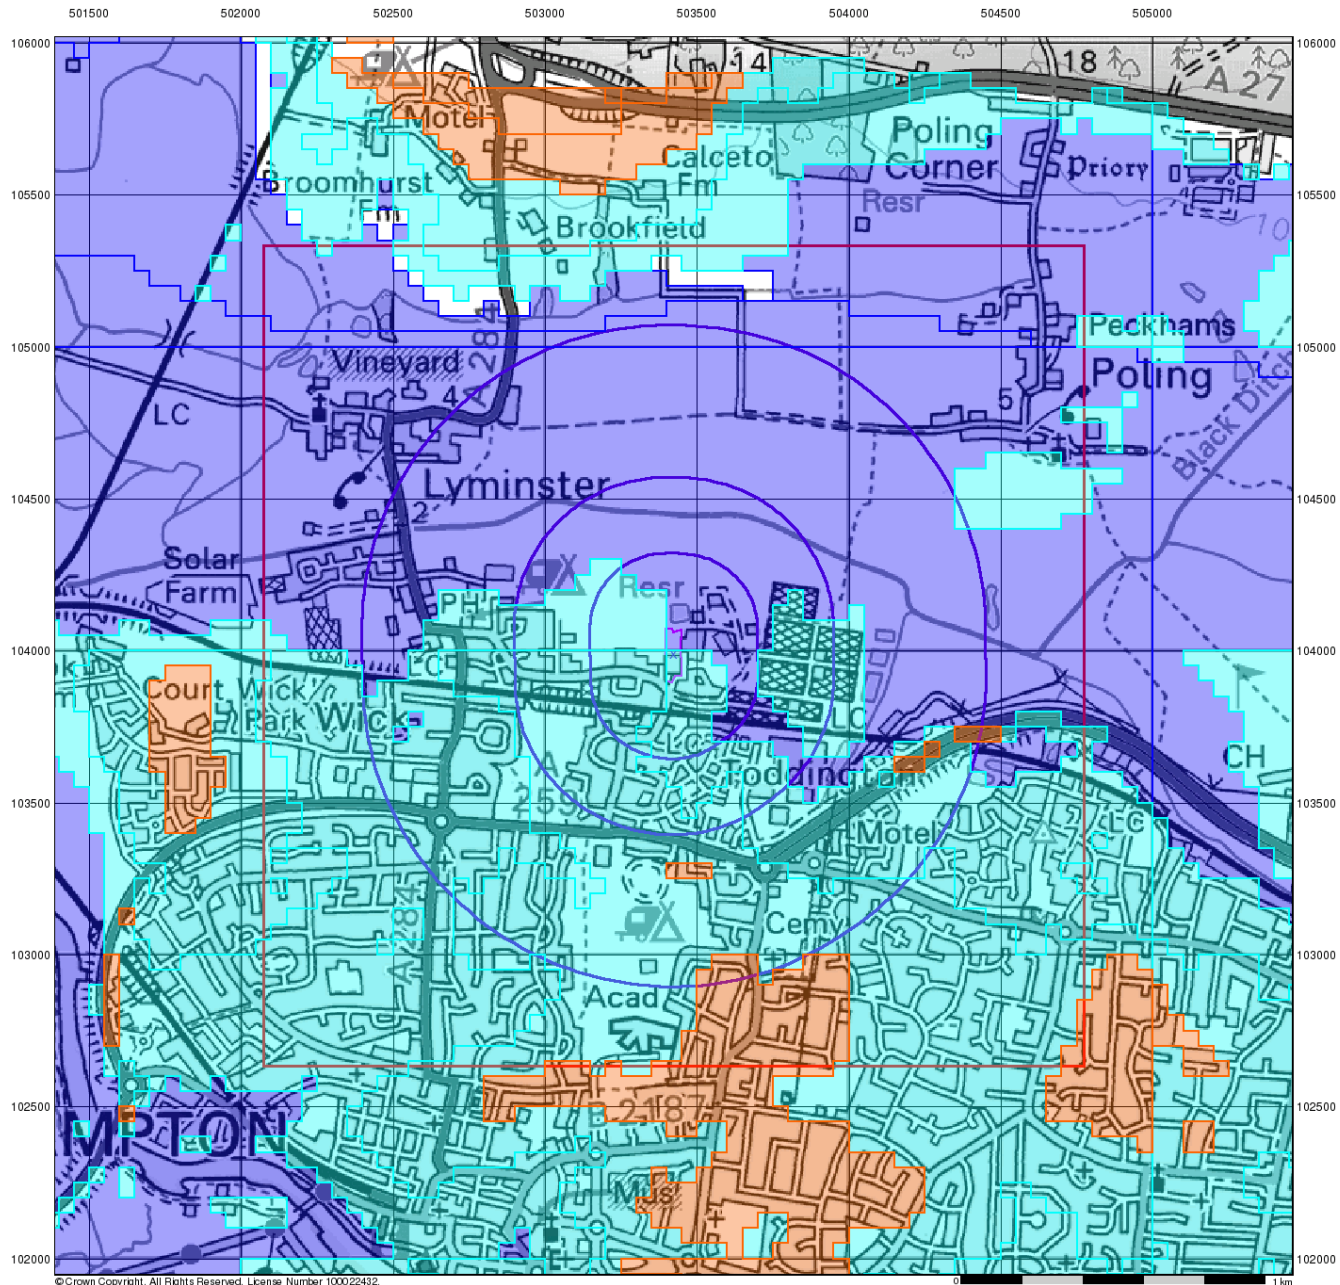 501500 502000 502500 503000 503500 504000 504500 505000
106000 106000
14 18
A 27
Motel
Poling
Corner
Calceto
Fm
Priory
Broomhurst
Fm
105500 105500
Resr
Brookfield
10
A 284
Peckhams
105000 105000
Vineyard
Poling
4
5
LC
Black Ditch
Lyminster
104500 104500
2
Solar
Farm
Resr
PH
104000 104000
Court Wick
Park Wick
LC
CH
Toddington
A
259
103500 103500
Motel
LC
A 284
Cem
103000 103000
Acad
102500 102500
MPTON
B 2187
Mus
102000 102000
© Crown Copyright. All Rights Reserved. License Number 100022432.
0 1 km